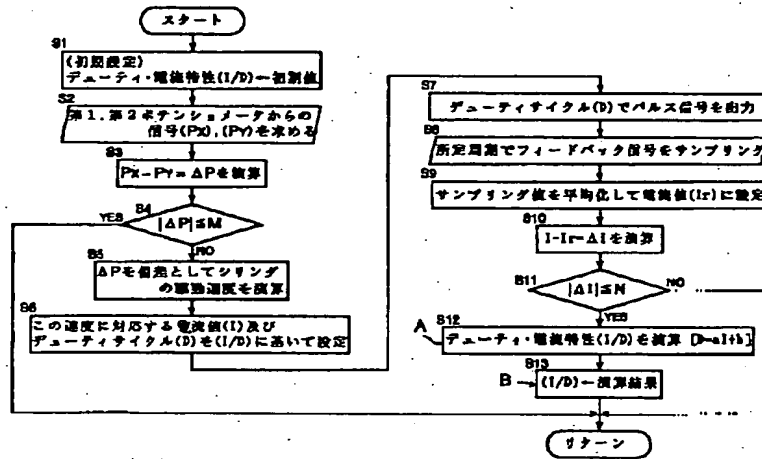 スタート
S1
(初期設定)
デューティ・電流特性(I/D)←初期値
S2
第1,第2ポテンショメータからの
信号(PX),(PY)を求める
S3
PX-PY=ΔPを演算
S4
YES
|ΔP|≦M
NO
S5
ΔPを偏差としてシリンダ
の駆動速度を演算
S6
この速度に対応する電流値(I)及び
デューティサイクル(D)を(I/D)に基いて設定
S7
デューティサイクル(D)でパルス信号を出力
S8
所定周期でフィードバック信号をサンプリング
S9
サンプリング値を平均化して電流値(Ir)に設定
S10
I-Ir=ΔIを演算
S11
|ΔI|≦N
NO
YES
S12
A
デューティ・電流特性(I/D)を演算 [D=aI+b]
S13
B
(I/D)←演算結果
リターン